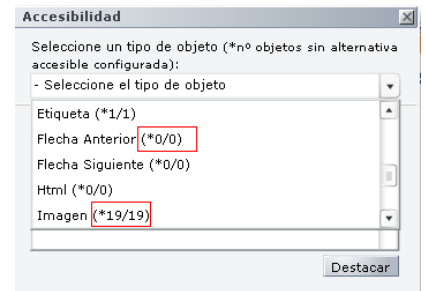 Accesibilidad
Seleccione un tipo de objeto (*nº objetos sin alternativa
accesible configurada):
- Seleccione el tipo de objeto
Etiqueta (*1/1)
Flecha Anterior (*0/0)
Flecha Siguiente (*0/0)
Html (*0/0)
Imagen (*19/19)
Destacar